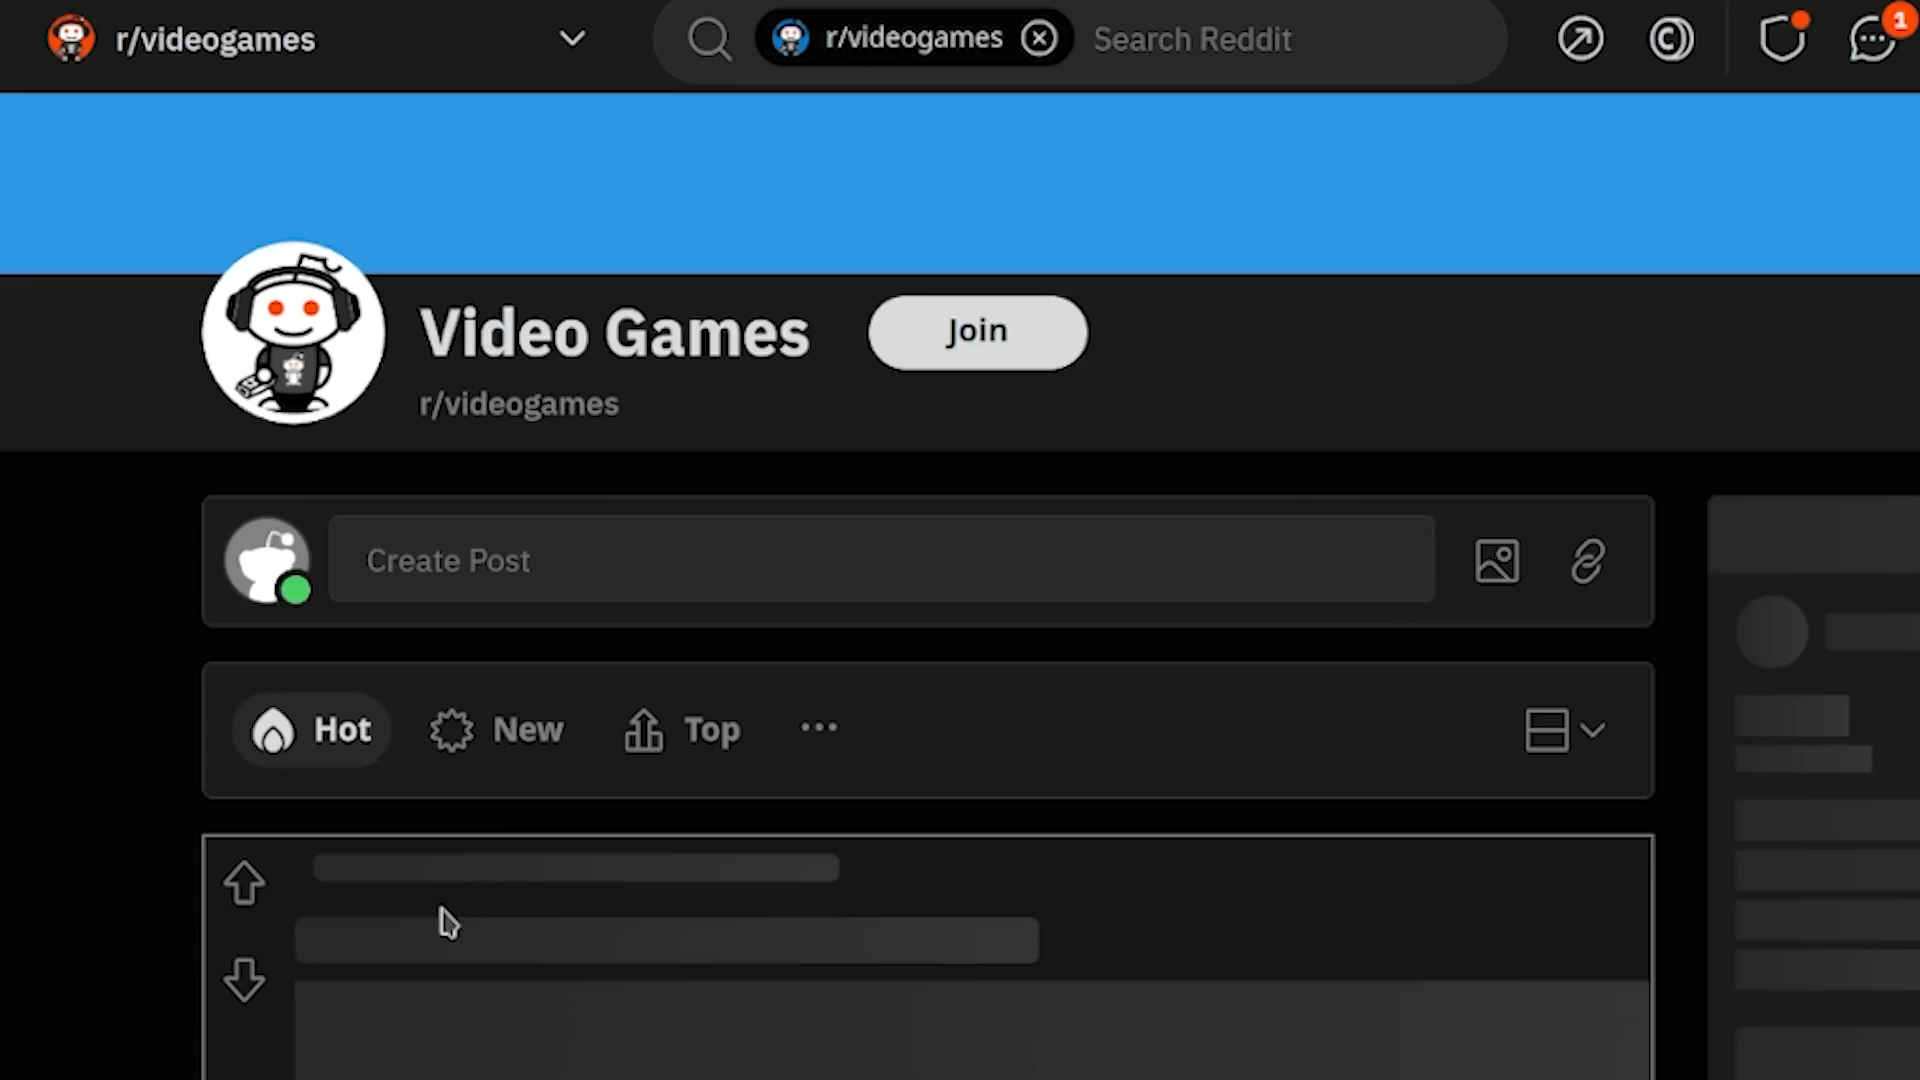 r/videogames
r/videogames
Search Reddit
1
Video Games
Join
r/videogames
Create Post
Hot
New
Top